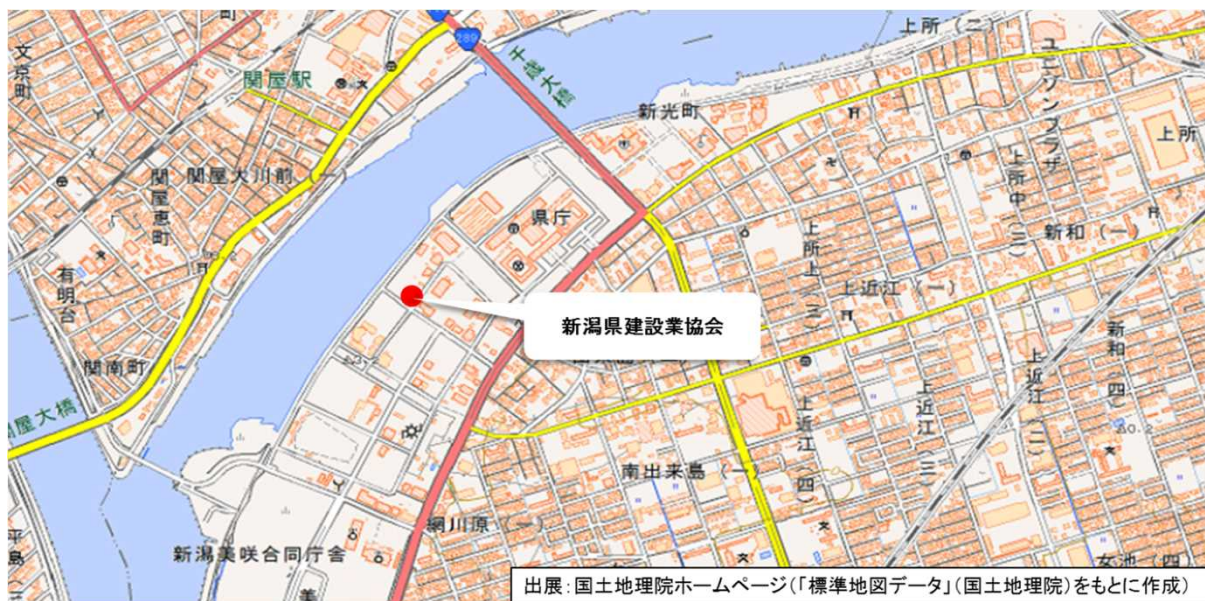 上所（二）
文京町
289
関屋駅
千歳大橋
新光町
ユニゾンプラザ
上所
上所中（三）
関屋大川前（一）
関屋恵町
県庁
上所上（三）
新和（一）
有明台
上近江（一）
新潟県建設業協会
新和（四）
関南町
上近江（二）
関屋大橋
上近江（四）
上近江（三）
南出来島（一）
網川原（一）
平島
新潟美咲合同庁舎
美
女池（四
出展：国土地理院ホームページ（「標準地図データ」（国土地理院）をもとに作成）